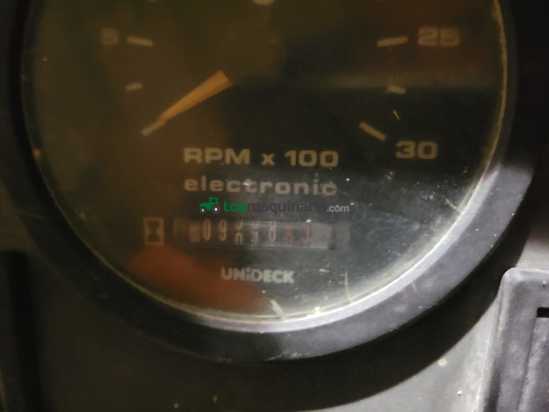 5 25
30
RPM x 100
electronic
UNIDECK